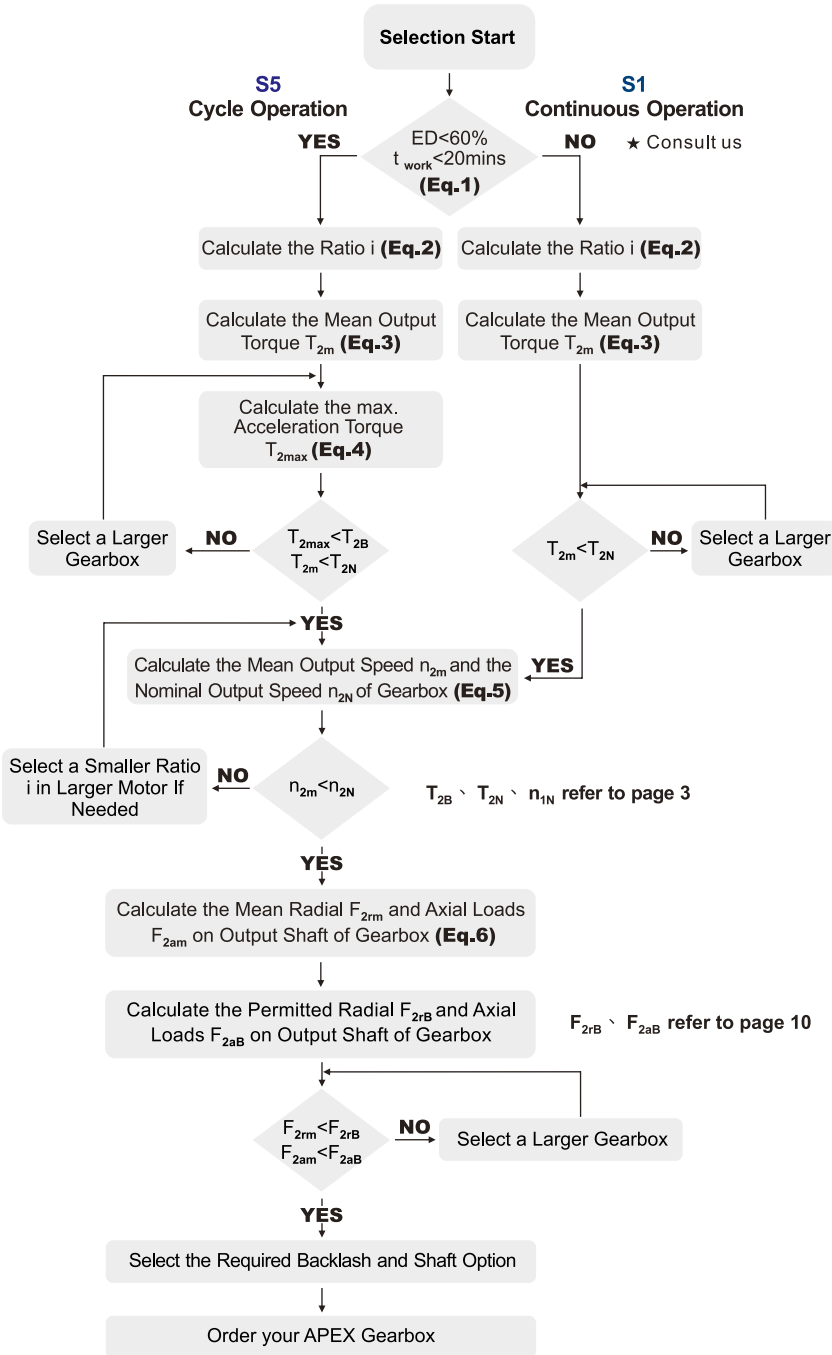 Selection Start
S5
Cycle Operation
S1
Continuous Operation
YES
ED<60%
t work<20mins
(Eq.1)
NO
★ Consult us
Calculate the Ratio i (Eq.2)
Calculate the Ratio i (Eq.2)
Calculate the Mean Output
Torque T2m (Eq.3)
Calculate the Mean Output
Torque T2m (Eq.3)
Calculate the max.
Acceleration Torque
T2max (Eq.4)
Select a Larger
Gearbox
NO
T2max<T2B
T2m<T2N
T2m<T2N
NO
Select a Larger
Gearbox
YES
Calculate the Mean Output Speed n2m and the
Nominal Output Speed n2N of Gearbox (Eq.5)
YES
Select a Smaller Ratio
i in Larger Motor If
Needed
NO
n2m<n2N
T2B、T2N、n1N refer to page 3
YES
Calculate the Mean Radial F2rm and Axial Loads
F2am on Output Shaft of Gearbox (Eq.6)
Calculate the Permitted Radial F2rB and Axial
Loads F2aB on Output Shaft of Gearbox
F2rB、F2aB refer to page 10
F2rm<F2rB
F2am<F2aB
NO
Select a Larger Gearbox
YES
Select the Required Backlash and Shaft Option
Order your APEX Gearbox